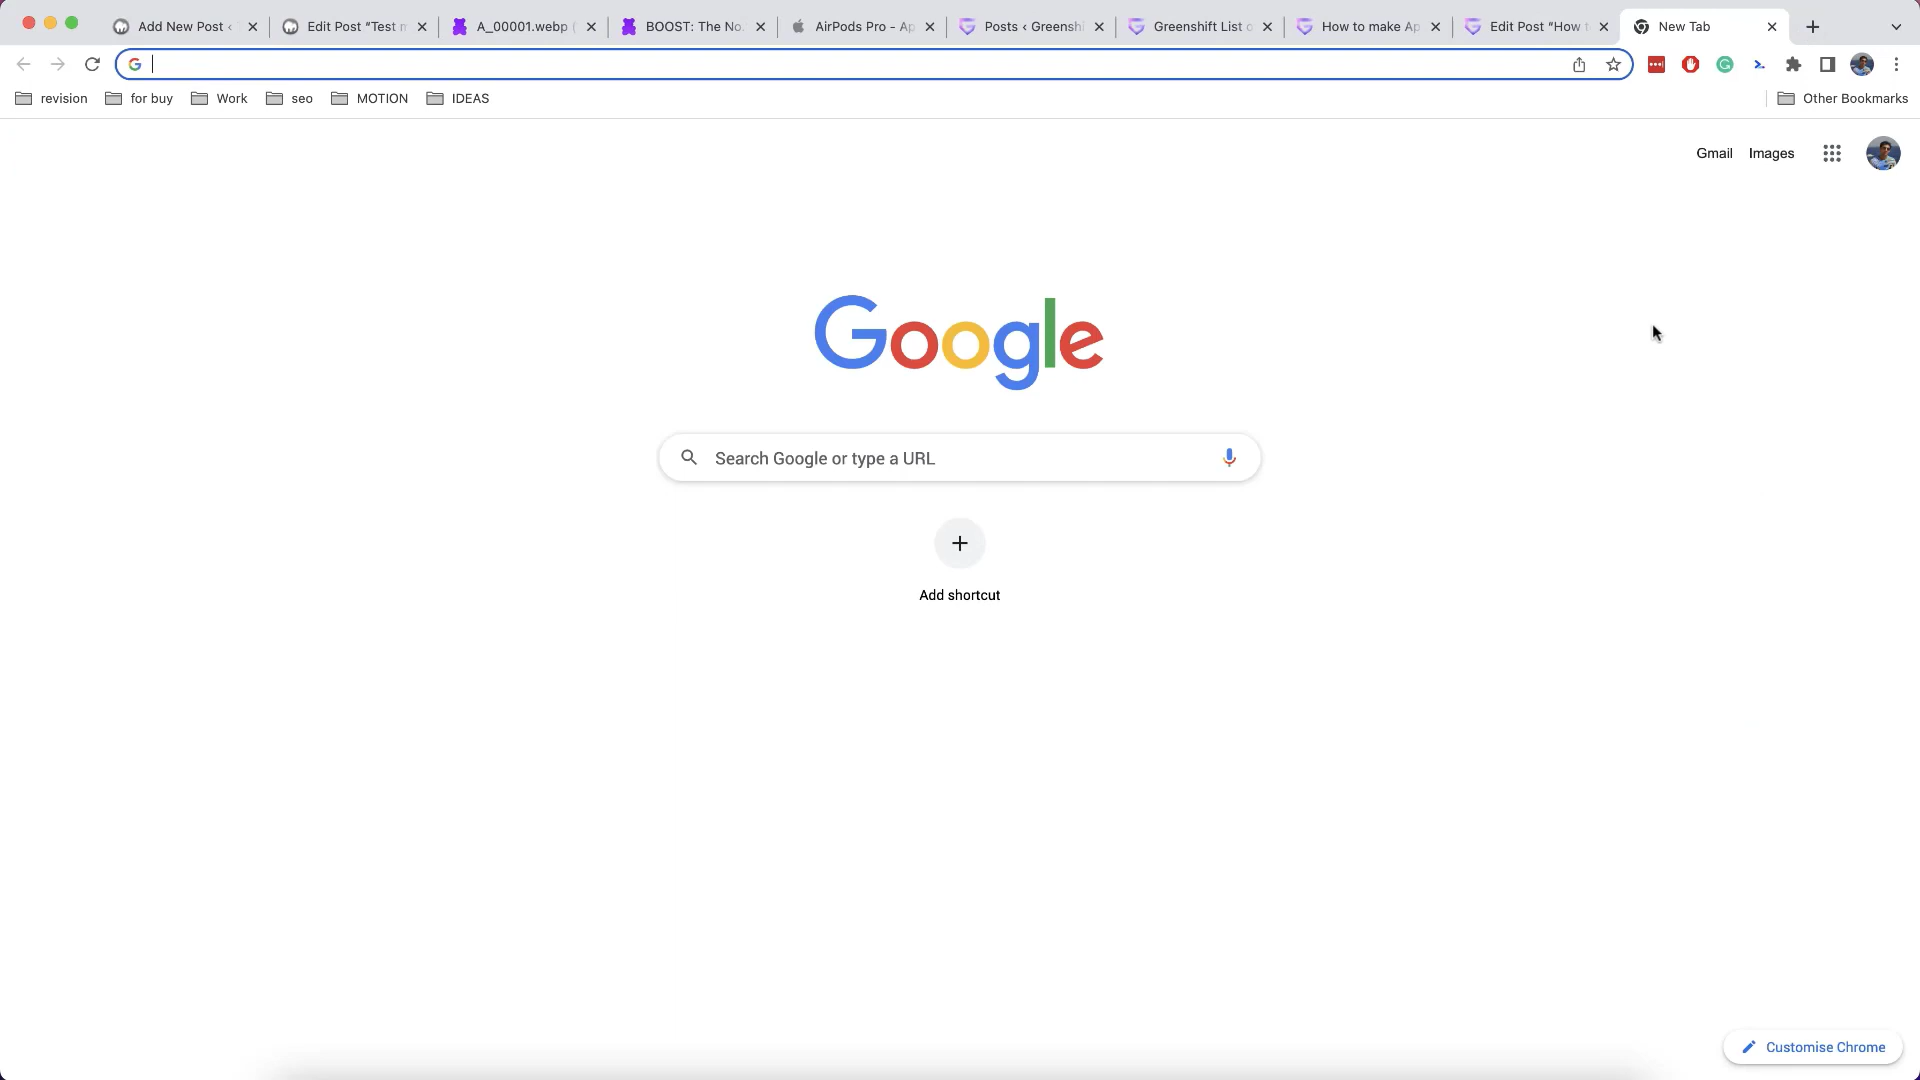 Add New Post ‹
Edit Post “Test m
A_00001.webp (
BOOST: The No.
AirPods Pro - Ap
Posts ‹ Greenshi
Greenshift List o
How to make Ap
Edit Post “How t
New Tab
revision
for buy
Work
seo
MOTION
IDEAS
Other Bookmarks
Gmail
Images
Google
Search Google or type a URL
Add shortcut
Customise Chrome